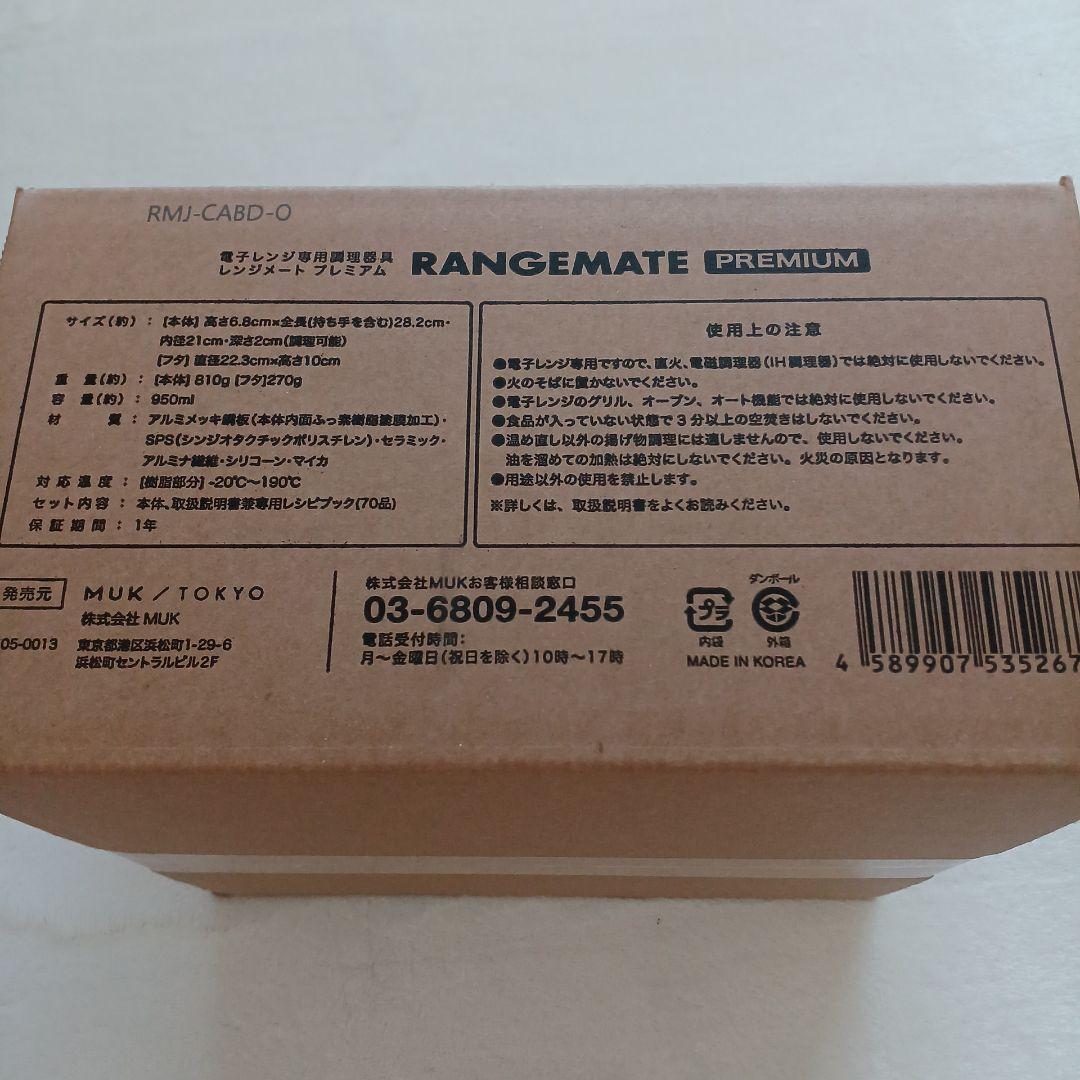 RMJ-CABD-O
電子レンジ専用調理器具
レンジメート プレミアム
RANGEMATE PREMIUM
サイズ(約): [本体] 高さ6.8cm×全長(持ち手を含む)28.2cm・
内径21cm・深さ2cm(調理可能)
[フタ] 直径22.3cm×高さ10cm
重 量(約): [本体] 810g [フタ]270g
容 量(約): 950ml
材 質: アルミメッキ鋼板(本体内面ふっ素樹脂塗膜加工)・
SPS(シンジオタクチックポリスチレン)・セラミック・
アルミナ繊維・シリコーン・マイカ
対応温度: [樹脂部分] -20℃〜190℃
セット内容: 本体、取扱説明書兼専用レシピブック(70品)
保証期間: 1年
使用上の注意
●電子レンジ専用ですので、直火、電磁調理器(IH調理器)では絶対に使用しないでください。
●火のそばに置かないでください。
●電子レンジのグリル、オーブン、オート機能では絶対に使用しないでください。
●食品が入っていない状態で3分以上の空焚きはしないでください。
●温め直し以外の揚げ物調理には適しませんので、使用しないでください。
油を溜めての加熱は絶対にしないでください。火災の原因となります。
●用途以外の使用を禁止します。
※詳しくは、取扱説明書をよくお読みください。
発売元 MUK/TOKYO
株式会社 MUK
05-0013 東京都港区浜松町1-29-6
浜松町セントラルビル2F
株式会社MUKお客様相談窓口
03-6809-2455
電話受付時間:
月〜金曜日(祝日を除く)10時〜17時
プラ
内袋
ダンボール
外箱
MADE IN KOREA
4 589907 535267